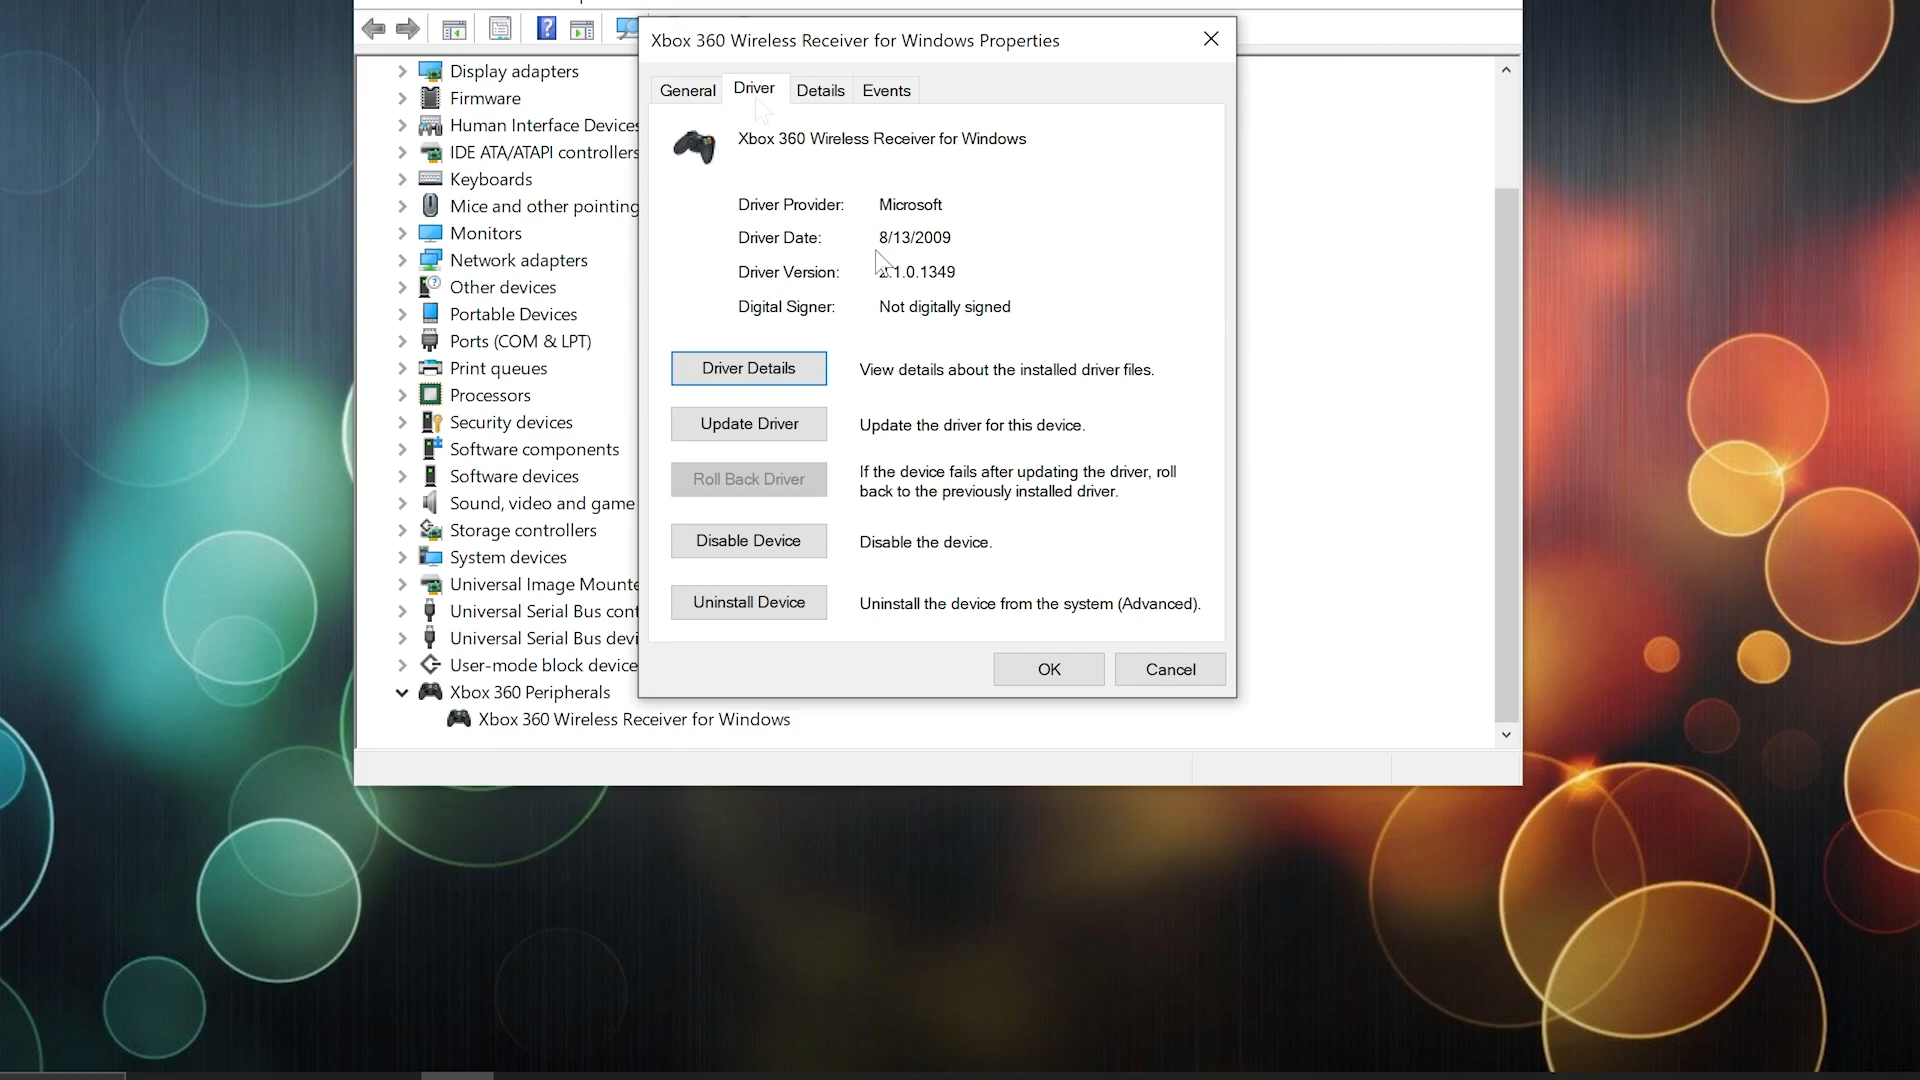 Xbox 360 Wireless Receiver for Windows Properties
General
Driver
Details
Events
Xbox 360 Wireless Receiver for Windows
Driver Provider: Microsoft
Driver Date: 8/13/2009
Driver Version: .1.0.1349
Digital Signer: Not digitally signed
Driver Details
View details about the installed driver files.
Update Driver
Update the driver for this device.
Roll Back Driver
If the device fails after updating the driver, roll
back to the previously installed driver.
Disable Device
Disable the device.
Uninstall Device
Uninstall the device from the system (Advanced).
OK
Cancel
Display adapters
Firmware
Human Interface Devices
IDE ATA/ATAPI controllers
Keyboards
Mice and other pointing
Monitors
Network adapters
Other devices
Portable Devices
Ports (COM & LPT)
Print queues
Processors
Security devices
Software components
Software devices
Sound, video and game
Storage controllers
System devices
Universal Image Mounte
Universal Serial Bus cont
Universal Serial Bus devi
User-mode block device
Xbox 360 Peripherals
Xbox 360 Wireless Receiver for Windows